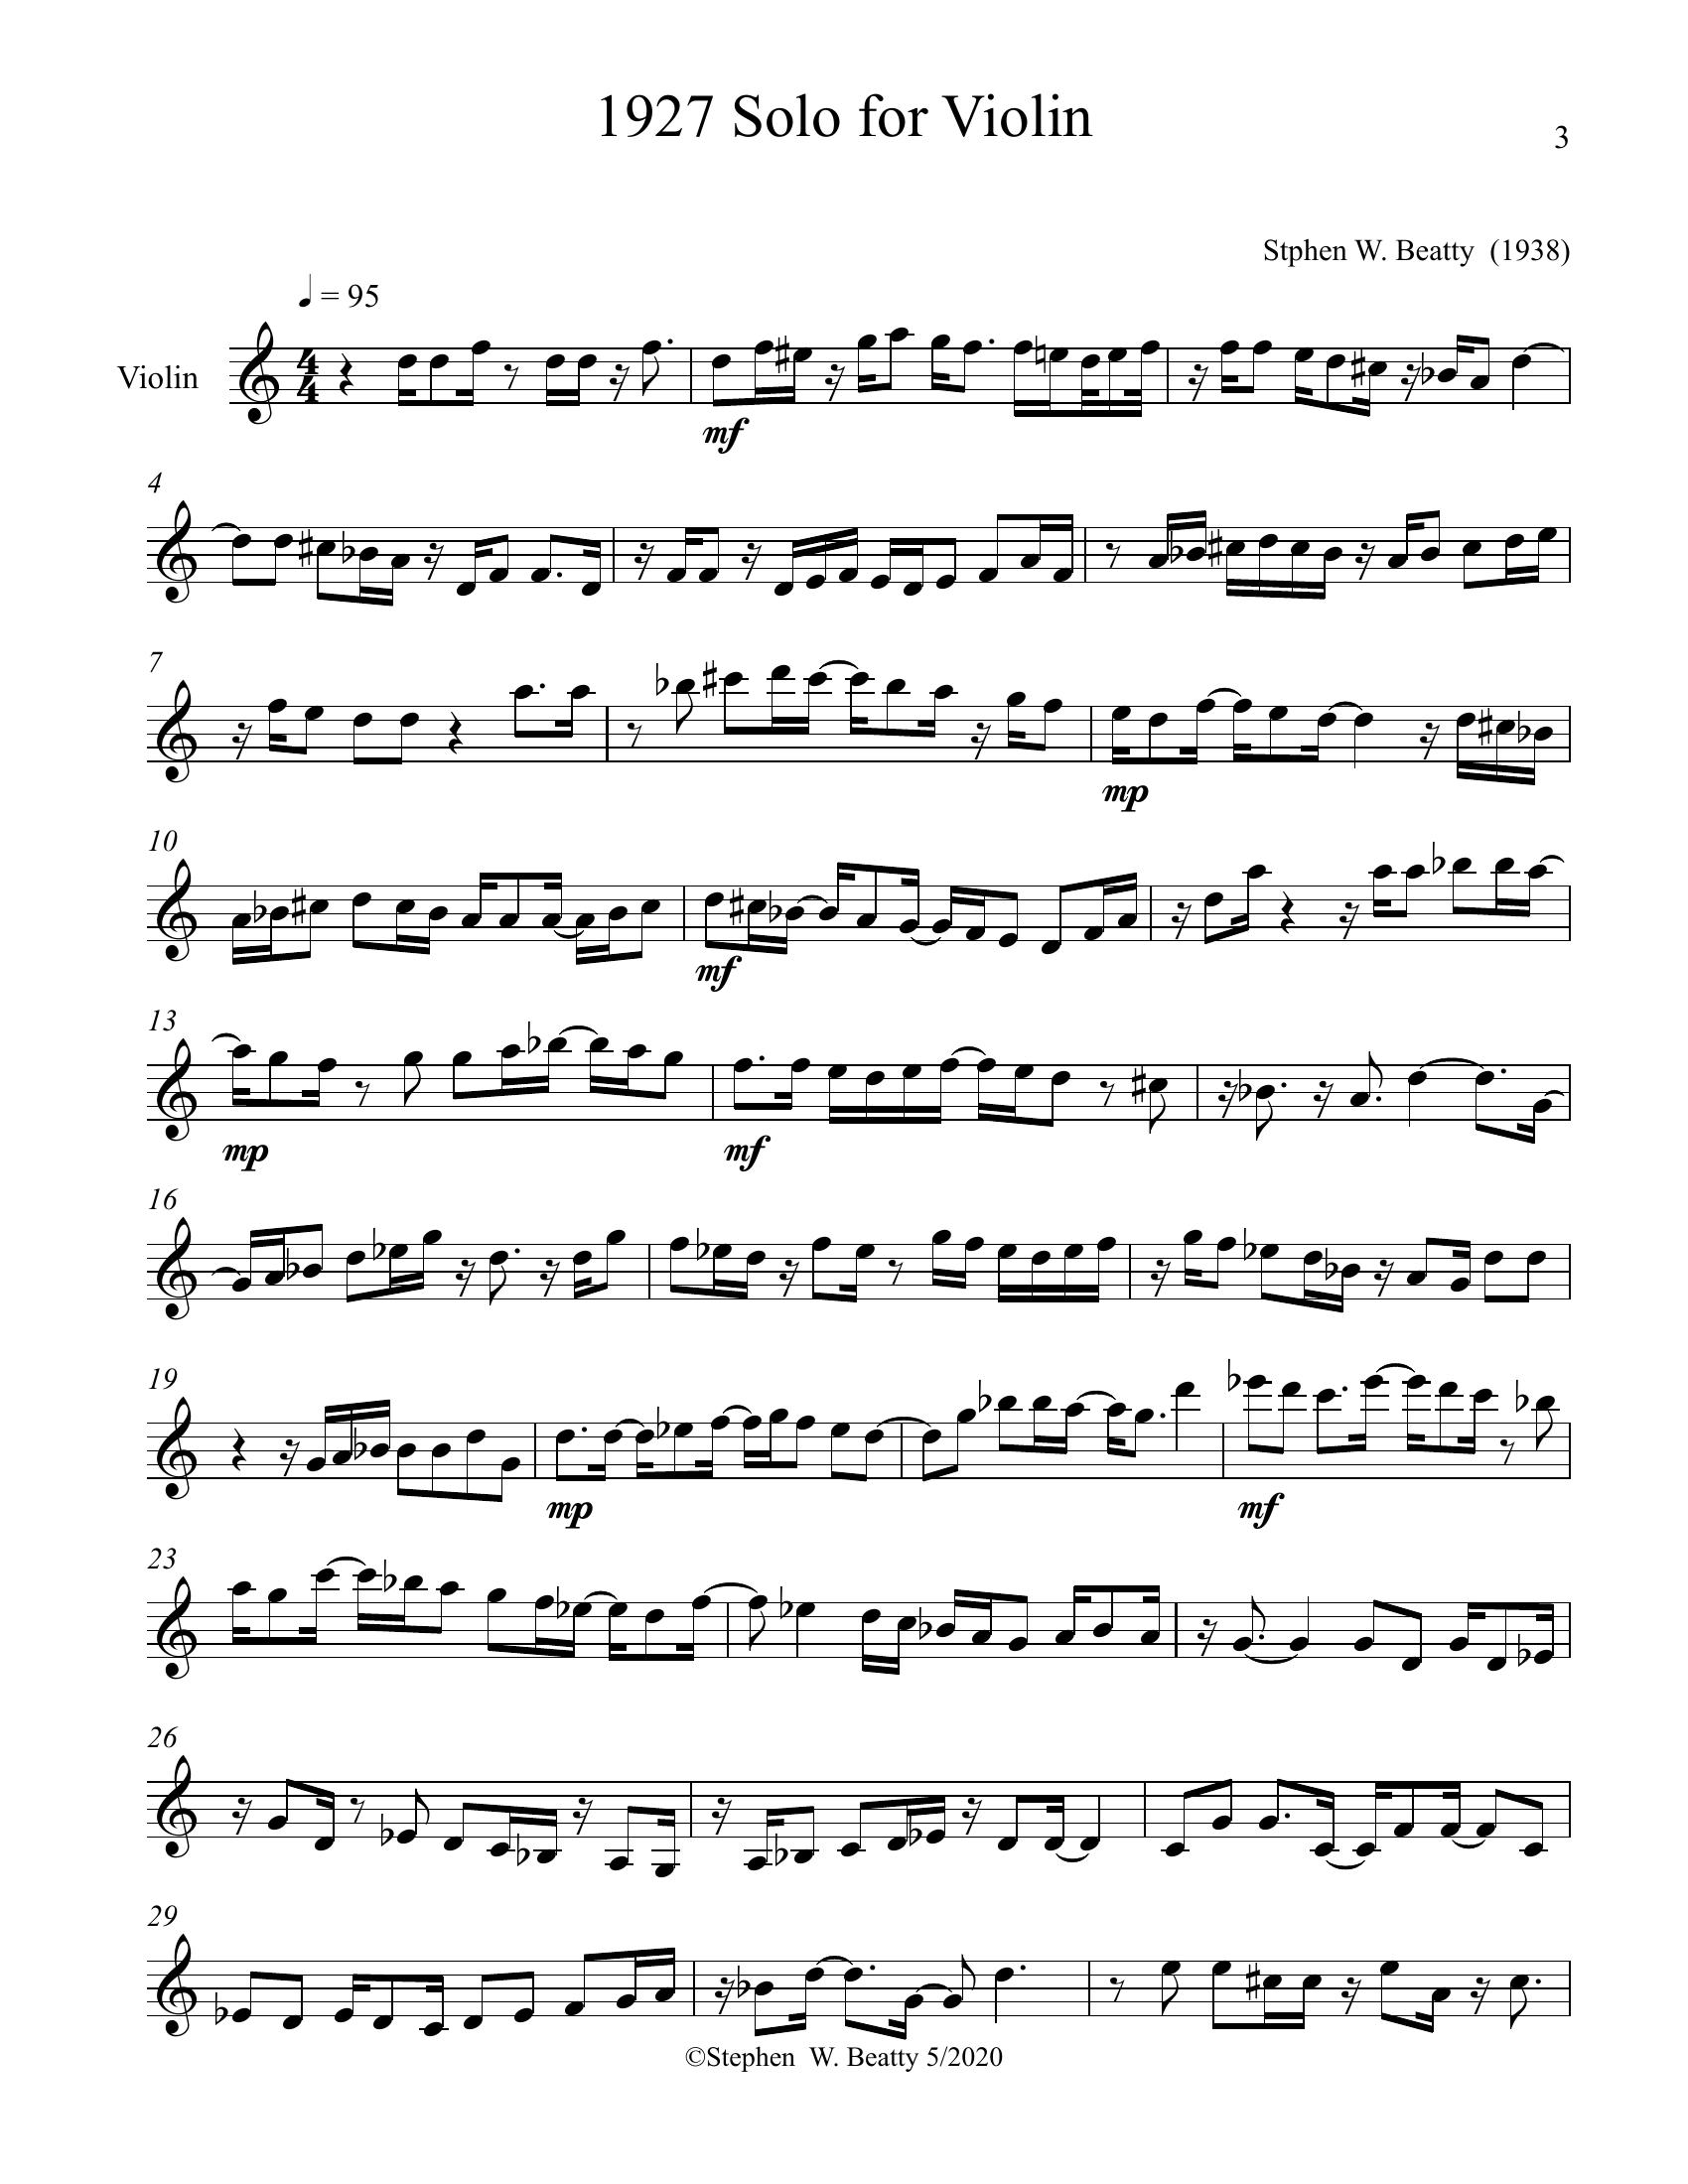 1927 Solo for Violin
3
Stphen W. Beatty (1938)
= 95
Violin
4 4
mf
4
7
mp
10
mf
13
mp
mf
16
19
mp
mf
23
26
29
©Stephen W. Beatty 5/2020